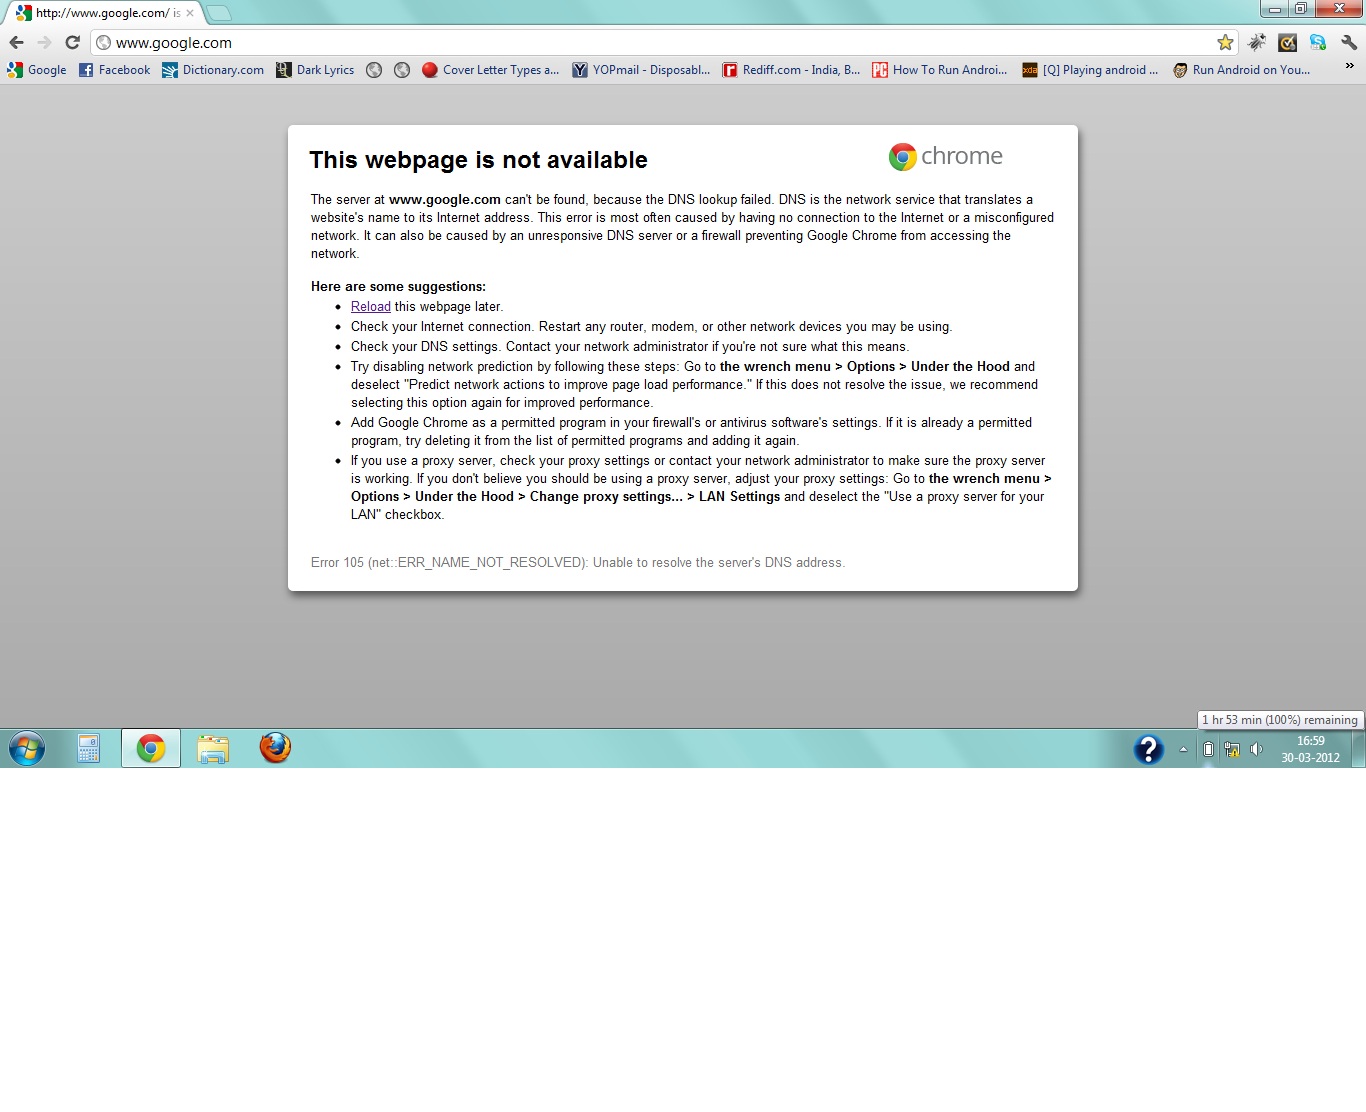 http://www.google.com/ is
www.google.com
Google Facebook Dictionary.com Dark Lyrics Cover Letter Types a... YOPmail - Disposabl... Rediff.com - India, B... How To Run Androi... [Q] Playing android ... Run Android on You... »
This webpage is not available
chrome
The server at www.google.com can't be found, because the DNS lookup failed. DNS is the network service that translates a
website's name to its Internet address. This error is most often caused by having no connection to the Internet or a misconfigured
network. It can also be caused by an unresponsive DNS server or a firewall preventing Google Chrome from accessing the
network.
Here are some suggestions:
• Reload this webpage later.
• Check your Internet connection. Restart any router, modem, or other network devices you may be using.
• Check your DNS settings. Contact your network administrator if you're not sure what this means.
• Try disabling network prediction by following these steps: Go to the wrench menu > Options > Under the Hood and
deselect "Predict network actions to improve page load performance." If this does not resolve the issue, we recommend
selecting this option again for improved performance.
• Add Google Chrome as a permitted program in your firewall's or antivirus software's settings. If it is already a permitted
program, try deleting it from the list of permitted programs and adding it again.
• If you use a proxy server, check your proxy settings or contact your network administrator to make sure the proxy server
is working. If you don't believe you should be using a proxy server, adjust your proxy settings: Go to the wrench menu >
Options > Under the Hood > Change proxy settings... > LAN Settings and deselect the "Use a proxy server for your
LAN" checkbox.
Error 105 (net::ERR_NAME_NOT_RESOLVED): Unable to resolve the server's DNS address.
1 hr 53 min (100%) remaining
16:59
30-03-2012